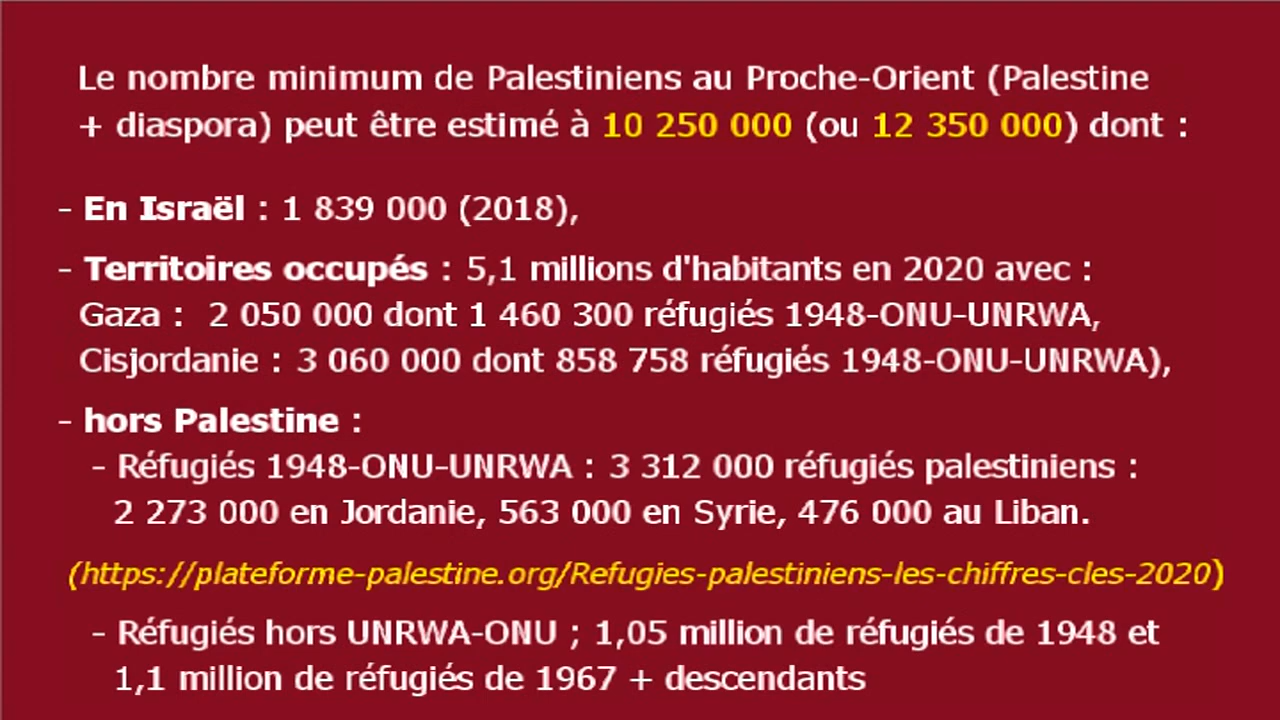 Le nombre minimum de Palestiniens au Proche-Orient (Palestine
+ diaspora) peut être estimé à 10 250 000 (ou 12 350 000) dont :
- En Israël : 1 839 000 (2018),
- Territoires occupés : 5,1 millions d'habitants en 2020 avec :
Gaza : 2 050 000 dont 1 460 300 réfugiés 1948-ONU-UNRWA,
Cisjordanie : 3 060 000 dont 858 758 réfugiés 1948-ONU-UNRWA),
- hors Palestine :
- Réfugiés 1948-ONU-UNRWA : 3 312 000 réfugiés palestiniens :
2 273 000 en Jordanie, 563 000 en Syrie, 476 000 au Liban.
(https://plateforme-palestine.org/Refugies-palestiniens-les-chiffres-cles-2020)
- Réfugiés hors UNRWA-ONU ; 1,05 million de réfugiés de 1948 et
1,1 million de réfugiés de 1967 + descendants